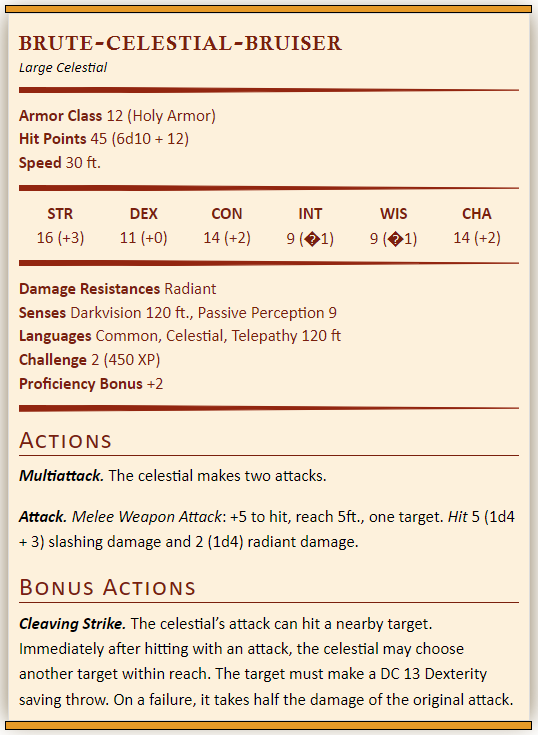 BRUTE-CELESTIAL-BRUISER
Large Celestial
Armor Class 12 (Holy Armor)
Hit Points 45 (6d10 + 12)
Speed 30 ft.
STR DEX CON INT WIS CHA
16 (+3) 11 (+0) 14 (+2) 9 (�1) 9 (�1) 14 (+2)
Damage Resistances Radiant
Senses Darkvision 120 ft., Passive Perception 9
Languages Common, Celestial, Telepathy 120 ft
Challenge 2 (450 XP)
Proficiency Bonus +2
ACTIONS
Multiattack. The celestial makes two attacks.
Attack. Melee Weapon Attack: +5 to hit, reach 5ft., one target. Hit 5 (1d4
+ 3) slashing damage and 2 (1d4) radiant damage.
BONUS ACTIONS
Cleaving Strike. The celestial’s attack can hit a nearby target.
Immediately after hitting with an attack, the celestial may choose
another target within reach. The target must make a DC 13 Dexterity
saving throw. On a failure, it takes half the damage of the original attack.